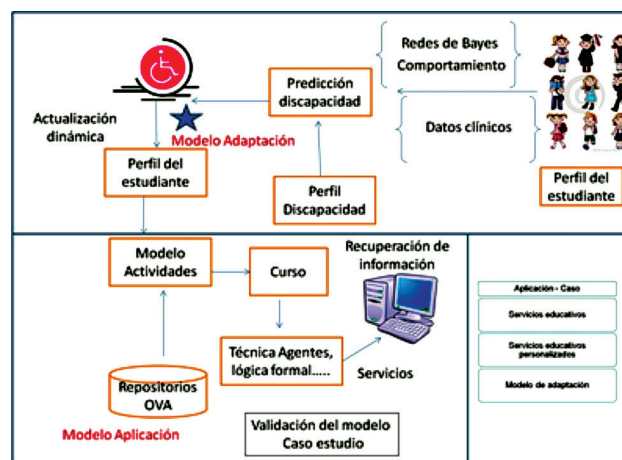 Redes de Bayes
Comportamiento
Predicción
discapacidad
Datos clínicos
Actualización
dinámica
Modelo Adaptación
Perfil del
estudiante
Perfil
Discapacidad
Perfil del
estudiante
Modelo
Actividades
Curso
Recuperación de
información
Técnica Agentes,
lógica formal.....
Servicios
Repositorios
OVA
Modelo Aplicación
Validación del modelo
Caso estudio
Aplicación - Caso
Servicios educativos
Servicios educativos
personalizados
Modelo de adaptación